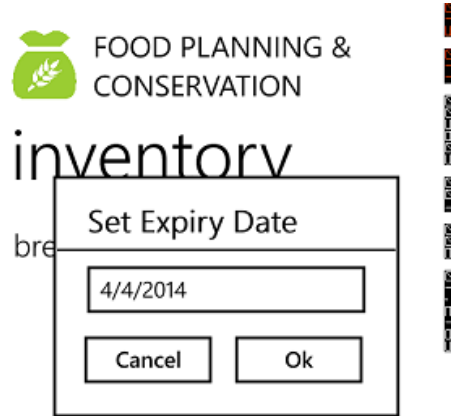 FOOD PLANNING &
CONSERVATION
inventory
Set Expiry Date
bre
4/4/2014
Cancel
Ok